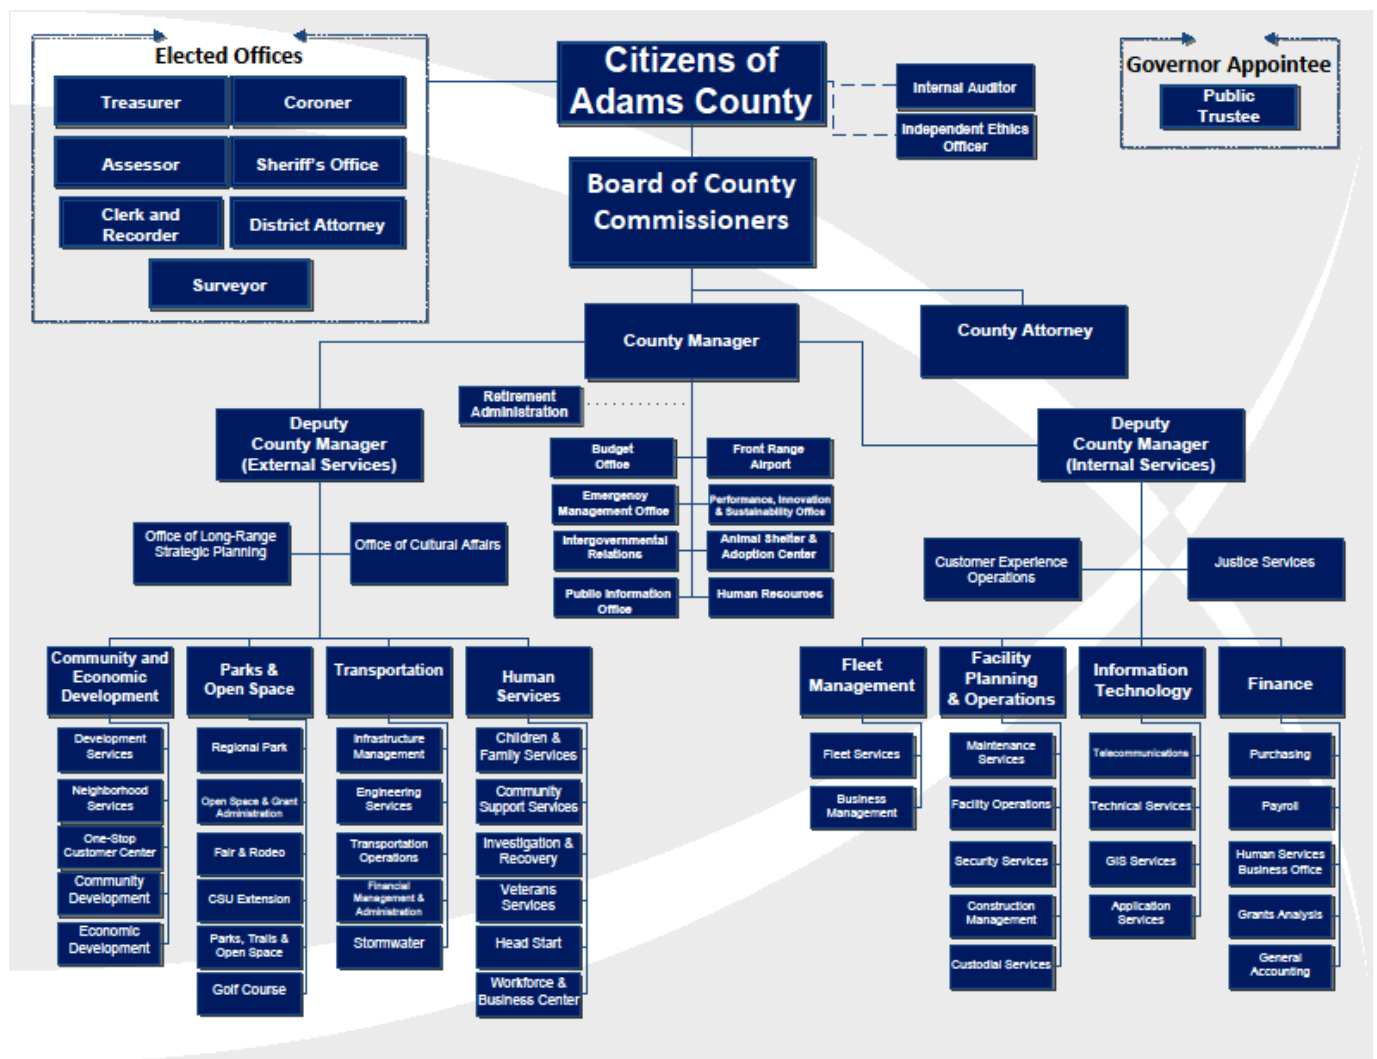 Elected Offices
Treasurer
Coroner
Assessor
Sheriff's Office
Clerk and
Recorder
District Attorney
Surveyor
Citizens of
Adams County
Internal Auditor
Independent Ethics
Officer
Governor Appointee
Public
Trustee
Board of County
Commissioners
County Manager
County Attorney
Retirement
Administration
Deputy
County Manager
(External Services)
Budget
Office
Front Range
Airport
Emergency
Management Office
Performance, Innovation
& Sustainability Office
Intergovernmental
Relations
Animal Shelter &
Adoption Center
Public Information
Office
Human Resources
Deputy
County Manager
(Internal Services)
Office of Long-Range
Strategic Planning
Office of Cultural Affairs
Customer Experience
Operations
Justice Services
Community and
Economic
Development
Development
Services
Neighborhood
Services
One-Stop
Customer Center
Community
Development
Economic
Development
Parks &
Open Space
Regional Park
Open Space & Grant
Administration
Fair & Rodeo
CSU Extension
Parks, Trails &
Open Space
Golf Course
Transportation
Infrastructure
Management
Engineering
Services
Transportation
Operations
Financial
Management &
Administration
Stormwater
Human
Services
Children &
Family Services
Community
Support Services
Investigation &
Recovery
Veterans
Services
Head Start
Workforce &
Business Center
Fleet
Management
Fleet Services
Business
Management
Facility
Planning
& Operations
Maintenance
Services
Facility Operations
Security Services
Construction
Management
Custodial Services
Information
Technology
Telecommunications
Technical Services
GIS Services
Application
Services
Finance
Purchasing
Payroll
Human Services
Business Office
Grants Analysis
General
Accounting